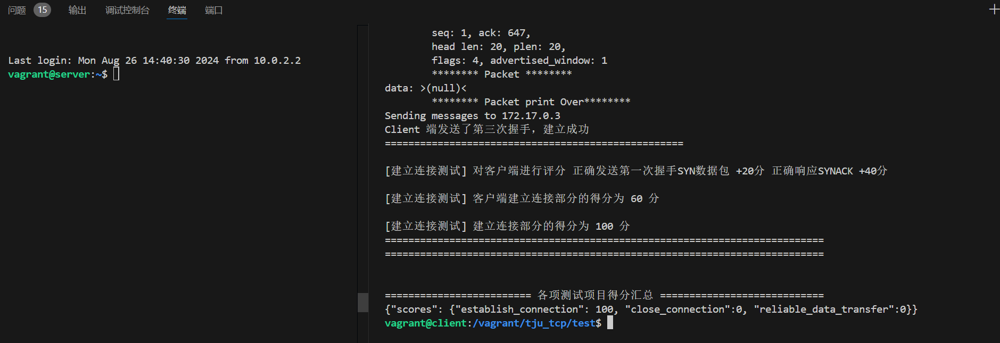 问题 15 输出 调试控制台 终端 端口
Last login: Mon Aug 26 14:40:30 2024 from 10.0.2.2
vagrant@server:~$
seq: 1, ack: 647,
head len: 20, plen: 20,
flags: 4, advertised_window: 1
******** Packet ********
data: >(null)<
******** Packet print Over********
Sending messages to 172.17.0.3
Client 端发送了第三次握手，建立成功
===================================================
[建立连接测试] 对客户端进行评分 正确发送第一次握手SYN数据包 +20分 正确响应SYNACK +40分
[建立连接测试] 客户端建立连接部分的得分为 60 分
[建立连接测试] 建立连接部分的得分为 100 分
===========================================================================
===========================================================================
========================= 各项测试项目得分汇总 ============================
{"scores": {"establish_connection": 100, "close_connection":0, "reliable_data_transfer":0}}
vagrant@client:/vagrant/tju_tcp/test$